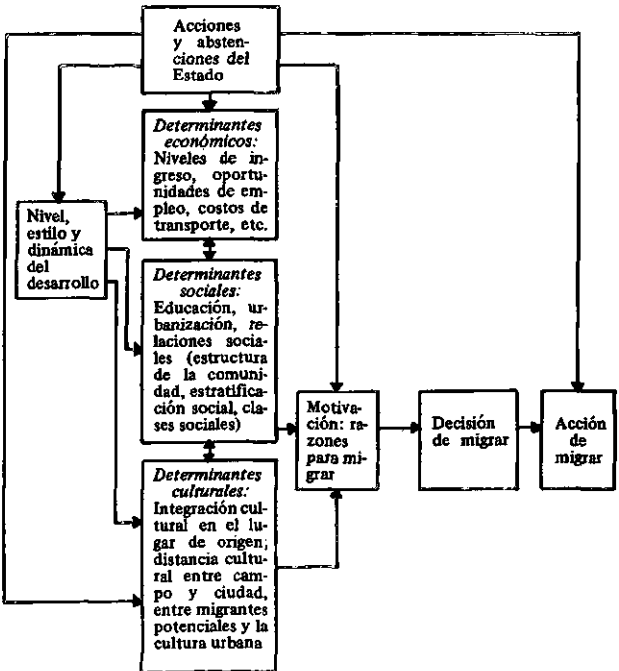 Acciones
y absten-
ciones del
Estado
Determinantes
económicos:
Niveles de in-
greso, oportu-
nidades de em-
pleo, costos de
transporte, etc.
Nivel,
estilo y
dinámica
del
desarrollo
Determinantes
sociales:
Educación, ur-
banización, re-
laciones socia-
les (estructura
de la comuni-
dad, estratifica-
ción social, cla-
ses sociales)
Motiva-
ción: ra-
zones
para mi-
grar
Decisión
de migrar
Acción
de
migrar
Determinantes
culturales:
Integración cul-
tural en el lu-
gar de origen;
distancia cultu-
ral entre cam-
po y ciudad,
entre migrantes
potenciales y la
cultura urbana